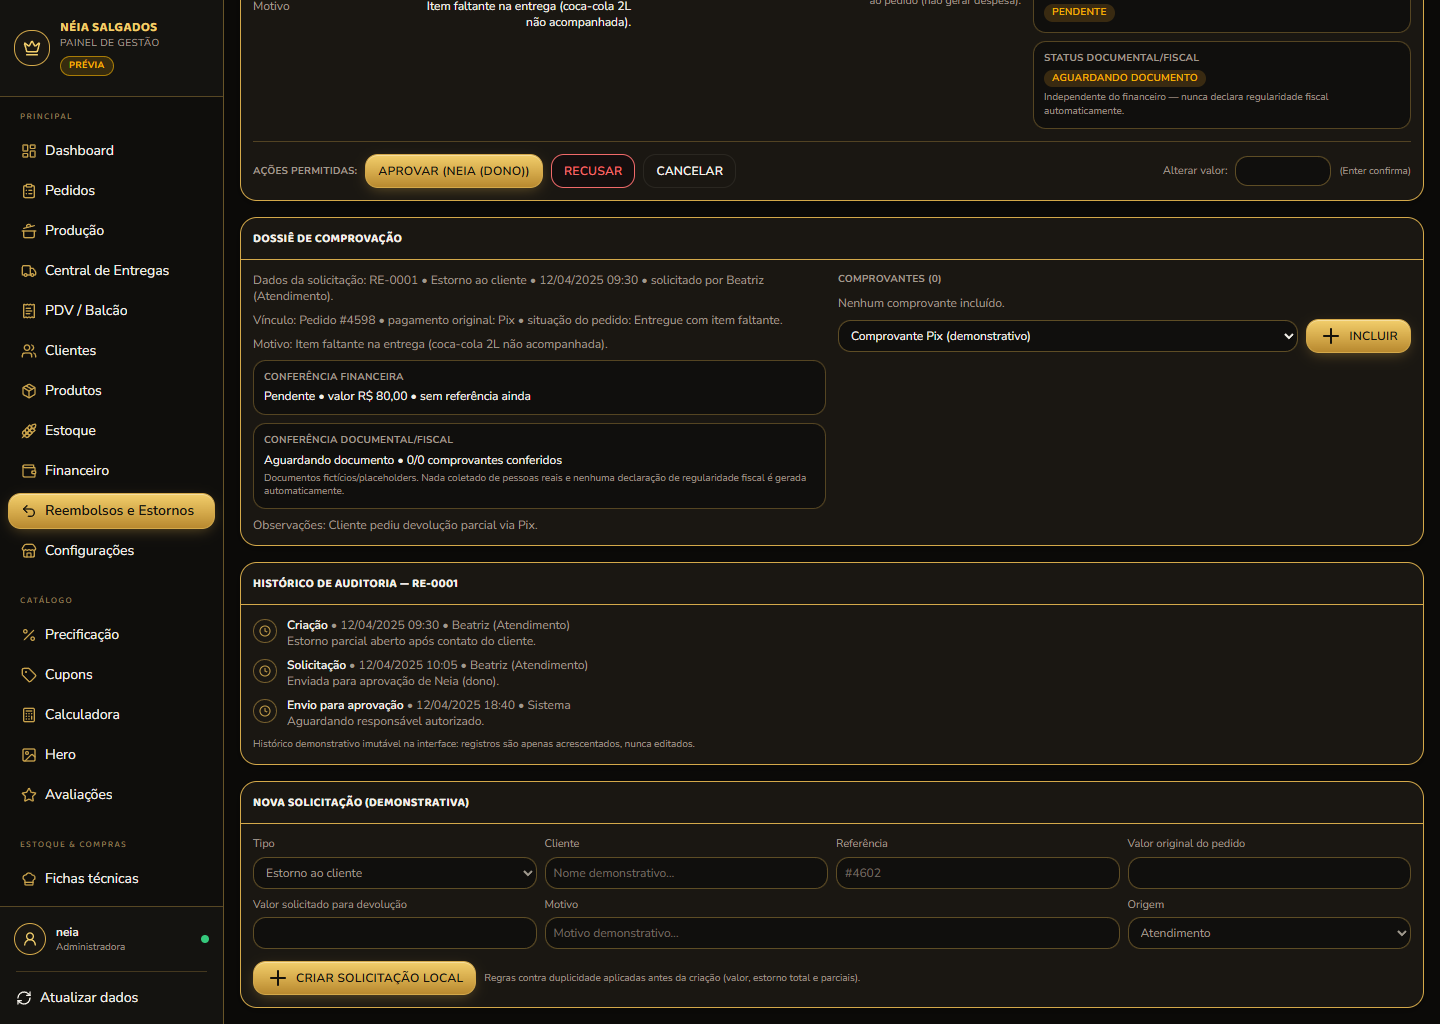 NÉIA SALGADOS
PAINEL DE GESTÃO
PRÉVIA
PRINCIPAL
Dashboard
Pedidos
Produção
Central de Entregas
PDV / Balcão
Clientes
Produtos
Estoque
Financeiro
Reembolsos e Estornos
Configurações
CATÁLOGO
Precificação
Cupons
Calculadora
Hero
Avaliações
ESTOQUE & COMPRAS
Fichas técnicas
neia
Administradora
Atualizar dados
Motivo
Item faltante na entrega (coca-cola 2L
não acompanhada).
ao pedido (não gerar despesa).
PENDENTE
STATUS DOCUMENTAL/FISCAL
AGUARDANDO DOCUMENTO
Independente do financeiro — nunca declara regularidade fiscal
automaticamente.
AÇÕES PERMITIDAS:
APROVAR (NEIA (DONO))
RECUSAR
CANCELAR
Alterar valor:
(Enter confirma)
DOSSIÊ DE COMPROVAÇÃO
Dados da solicitação: RE-0001 • Estorno ao cliente • 12/04/2025 09:30 • solicitado por Beatriz
(Atendimento).
Vínculo: Pedido #4598 • pagamento original: Pix • situação do pedido: Entregue com item faltante.
Motivo: Item faltante na entrega (coca-cola 2L não acompanhada).
CONFERÊNCIA FINANCEIRA
Pendente • valor R$ 80,00 • sem referência ainda
CONFERÊNCIA DOCUMENTAL/FISCAL
Aguardando documento • 0/0 comprovantes conferidos
Documentos fictícios/placeholders. Nada coletado de pessoas reais e nenhuma declaração de regularidade fiscal é gerada
automaticamente.
Observações: Cliente pediu devolução parcial via Pix.
COMPROVANTES (0)
Nenhum comprovante incluído.
Comprovante Pix (demonstrativo)
INCLUIR
HISTÓRICO DE AUDITORIA — RE-0001
Criação • 12/04/2025 09:30 • Beatriz (Atendimento)
Estorno parcial aberto após contato do cliente.
Solicitação • 12/04/2025 10:05 • Beatriz (Atendimento)
Enviada para aprovação de Neia (dono).
Envio para aprovação • 12/04/2025 18:40 • Sistema
Aguardando responsável autorizado.
Histórico demonstrativo imutável na interface: registros são apenas acrescentados, nunca editados.
NOVA SOLICITAÇÃO (DEMONSTRATIVA)
Tipo
Cliente
Referência
Valor original do pedido
Estorno ao cliente
Nome demonstrativo...
#4602
Valor solicitado para devolução
Motivo
Origem
Motivo demonstrativo...
Atendimento
CRIAR SOLICITAÇÃO LOCAL
Regras contra duplicidade aplicadas antes da criação (valor, estorno total e parciais).